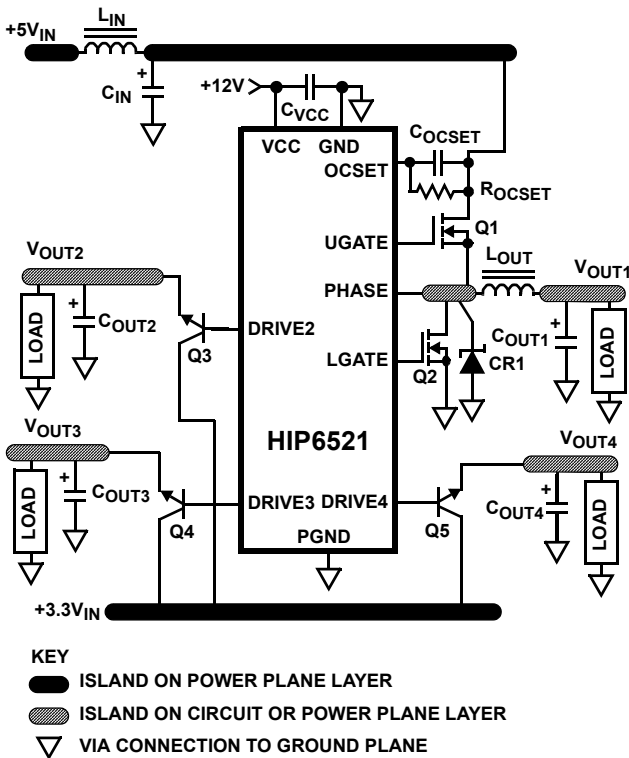 +5VIN
LIN
+
CIN
+12V
CVCC
VCC GND
OCSET
COCSET
ROCSET
UGATE
Q1
PHASE
LOUT
VOUT1
LGATE
Q2
CR1
COUT1
+
LOAD
VOUT2
LOAD
+
COUT2
Q3
DRIVE2
HIP6521
VOUT3
LOAD
+
COUT3
Q4
DRIVE3 DRIVE4
Q5
VOUT4
COUT4
+
LOAD
PGND
+3.3VIN
KEY
ISLAND ON POWER PLANE LAYER
ISLAND ON CIRCUIT OR POWER PLANE LAYER
VIA CONNECTION TO GROUND PLANE